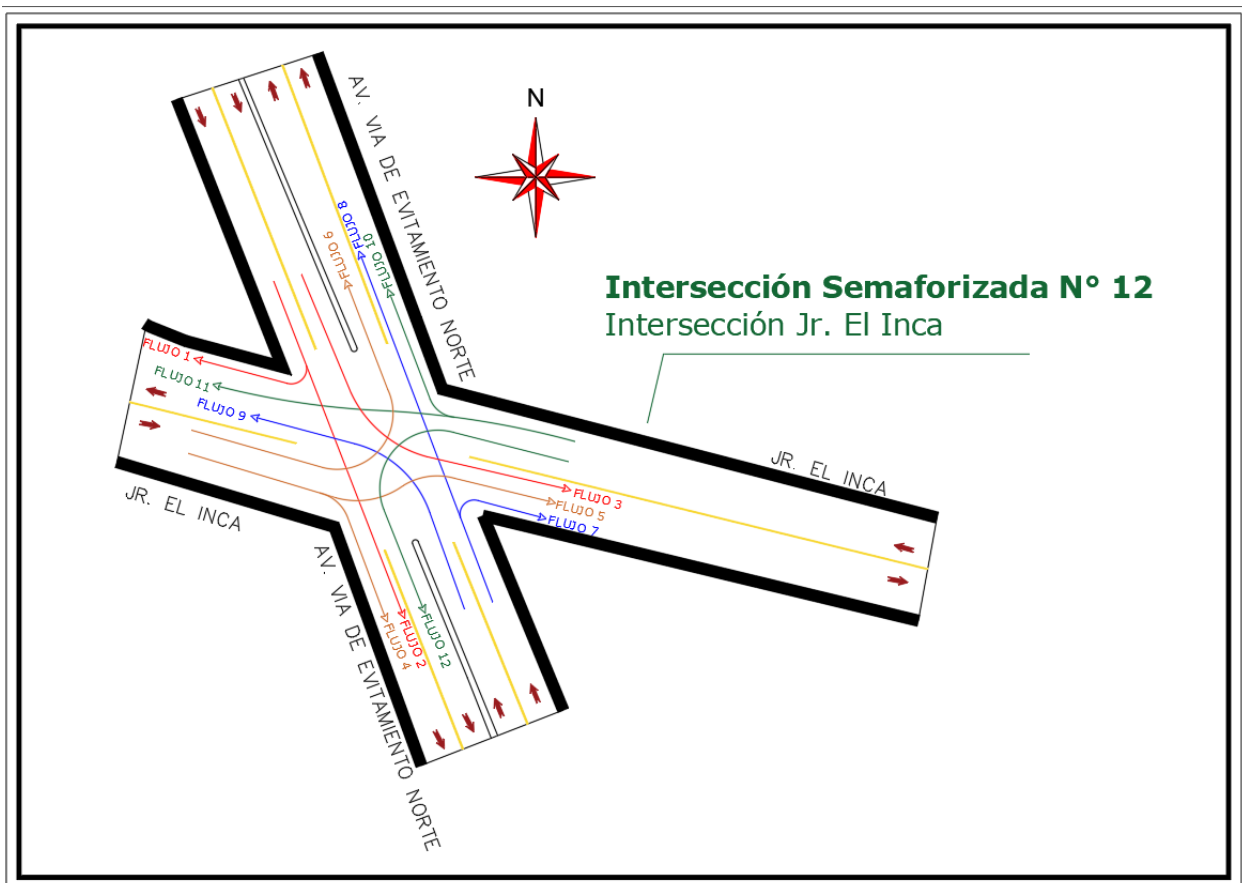 AV. VIA DE EVITAMIENTO NORTE
N
FLUJO 8
FLUJO 6
FLUJO 10
Intersección Semaforizada N° 12
Intersección Jr. El Inca
FLUJO 1
FLUJO 11
FLUJO 9
JR. EL INCA
FLUJO 3
FLUJO 5
FLUJO 7
JR. EL INCA
AV. VIA DE EVITAMIENTO NORTE
FLUJO 2
FLUJO 4
FLUJO 12